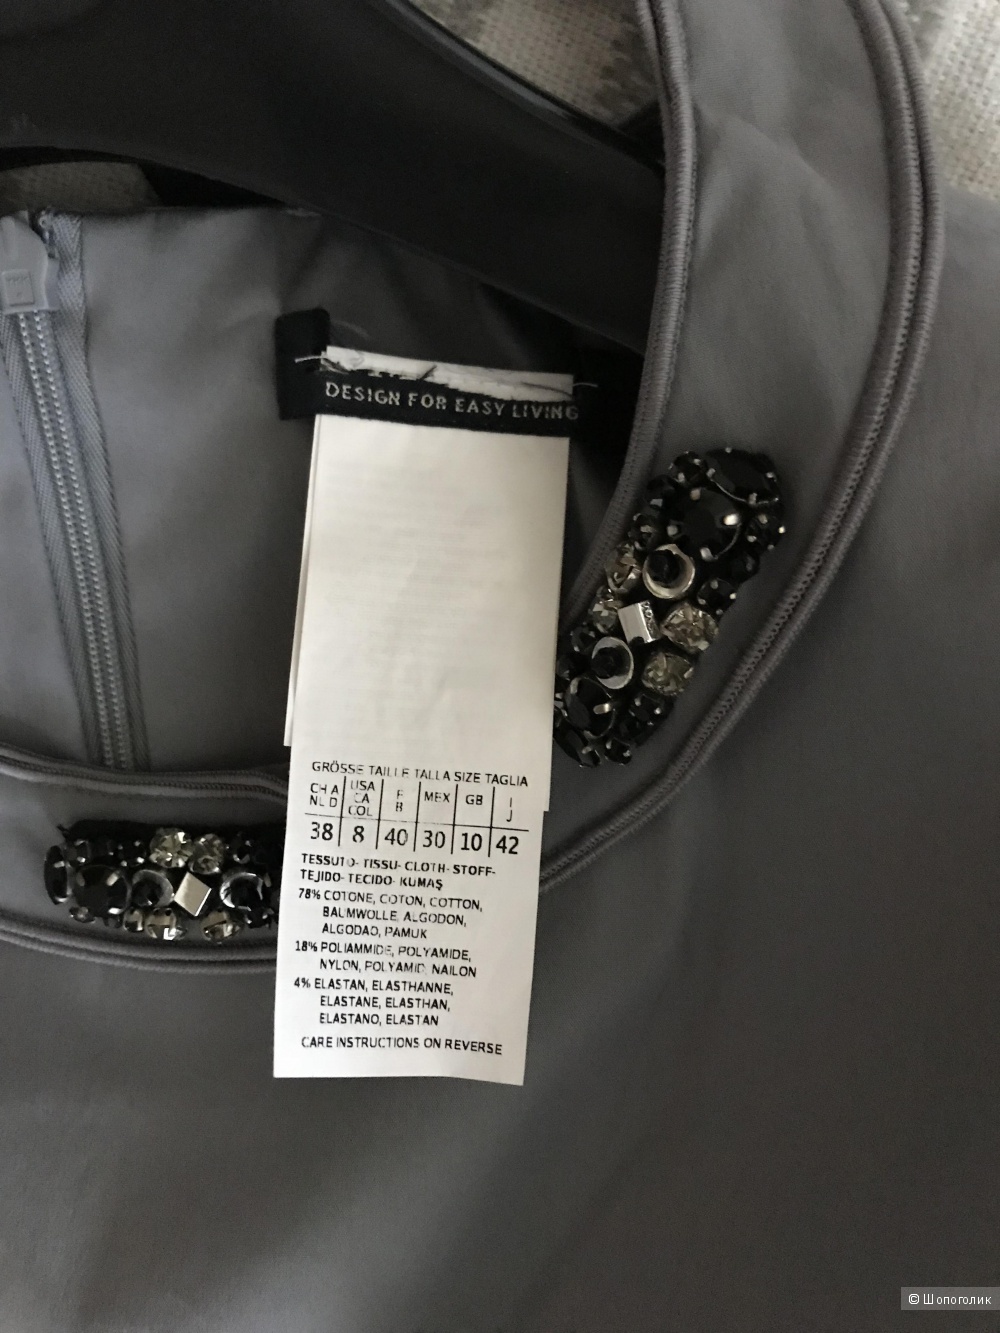 DESIGN FOR EASY LIVING
GRÖSSE TAILLE TALLA SIZE TAGLIA
CH A USA F MEX GB I
NL D CA B J
COL
38 8 40 30 10 42
TESSUTO- TISSU- CLOTH- STOFF-
TEJIDO- TECIDO- KUMAŞ
78% COTONE, COTON, COTTON,
BAUMWOLLE, ALGODON,
ALGODAO, PAMUK
18% POLIAMMIDE, POLYAMIDE,
NYLON, POLYAMID, NAILON
4% ELASTAN, ELASTHANNE,
ELASTANE, ELASTHAN,
ELASTANO, ELASTAN
CARE INSTRUCTIONS ON REVERSE
© Шопоголик